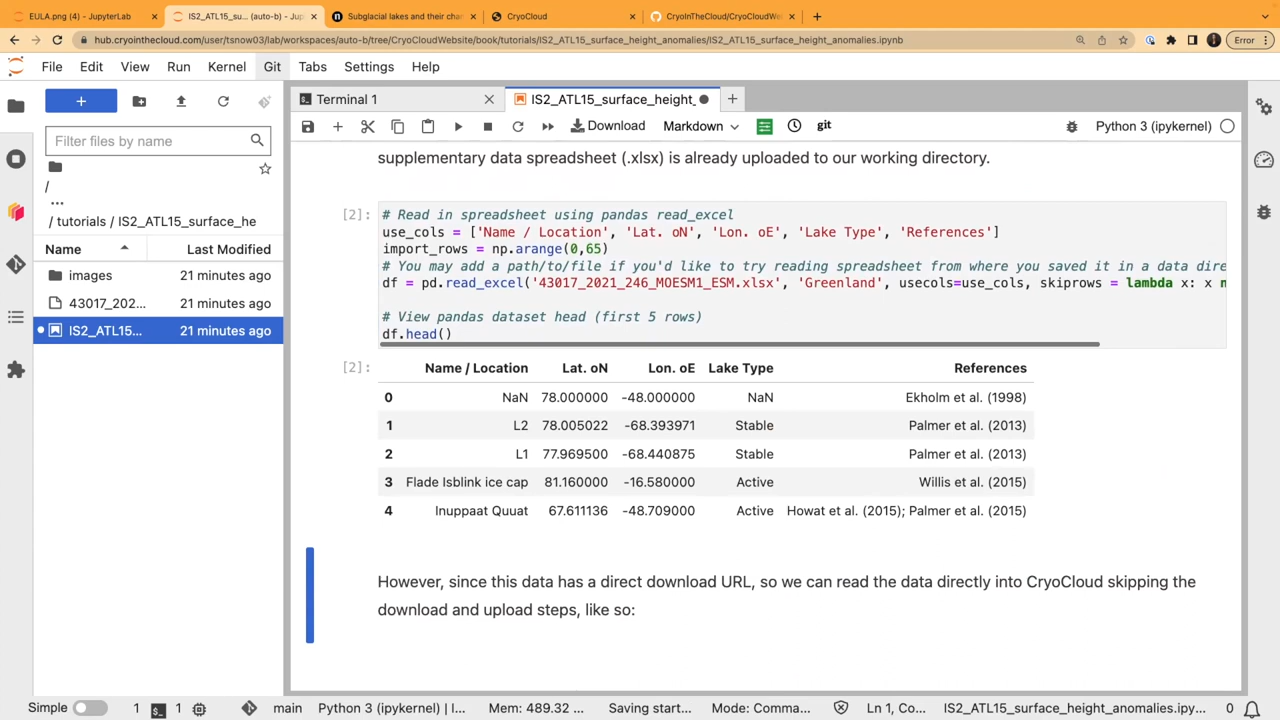 EULA.png (4) - JupyterLab
IS2_ATL15_su... (auto-b) - Jup
Subglacial lakes and their cha
CryoCloud
CryoInTheCloud/CryoCloudWe
hub.cryointhecloud.com/user/tsnow03/lab/workspaces/auto-b/tree/CryoCloudWebsite/book/tutorials/IS2_ATL15_surface_height_anomalies/IS2_ATL15_surface_height_anomalies.ipynb
Error
File Edit View Run Kernel Git Tabs Settings Help
Filter files by name
/
...
/ tutorials / IS2_ATL15_surface_he
Name Last Modified
images 21 minutes ago
43017_202... 21 minutes ago
IS2_ATL15... 21 minutes ago
Terminal 1
IS2_ATL15_surface_height_
Download Markdown git Python 3 (ipykernel)
supplementary data spreadsheet (.xlsx) is already uploaded to our working directory.
[2]:
# Read in spreadsheet using pandas read_excel
use_cols = ['Name / Location', 'Lat. oN', 'Lon. oE', 'Lake Type', 'References']
import_rows = np.arange(0,65)
# You may add a path/to/file if you'd like to try reading spreadsheet from where you saved it in a data dire
df = pd.read_excel('43017_2021_246_MOESM1_ESM.xlsx', 'Greenland', usecols=use_cols, skiprows = lambda x: x n
# View pandas dataset head (first 5 rows)
df.head()
[2]:
Name / Location Lat. oN Lon. oE Lake Type References
0 NaN 78.000000 -48.000000 NaN Ekholm et al. (1998)
1 L2 78.005022 -68.393971 Stable Palmer et al. (2013)
2 L1 77.969500 -68.440875 Stable Palmer et al. (2013)
3 Flade Isblink ice cap 81.160000 -16.580000 Active Willis et al. (2015)
4 Inuppaat Quuat 67.611136 -48.709000 Active Howat et al. (2015); Palmer et al. (2015)
However, since this data has a direct download URL, so we can read the data directly into CryoCloud skipping the
download and upload steps, like so:
Simple 1 1 main Python 3 (ipykernel) | I... Mem: 489.32 ... Saving start... Mode: Comma... Ln 1, Co... IS2_ATL15_surface_height_anomalies.ipy... 0